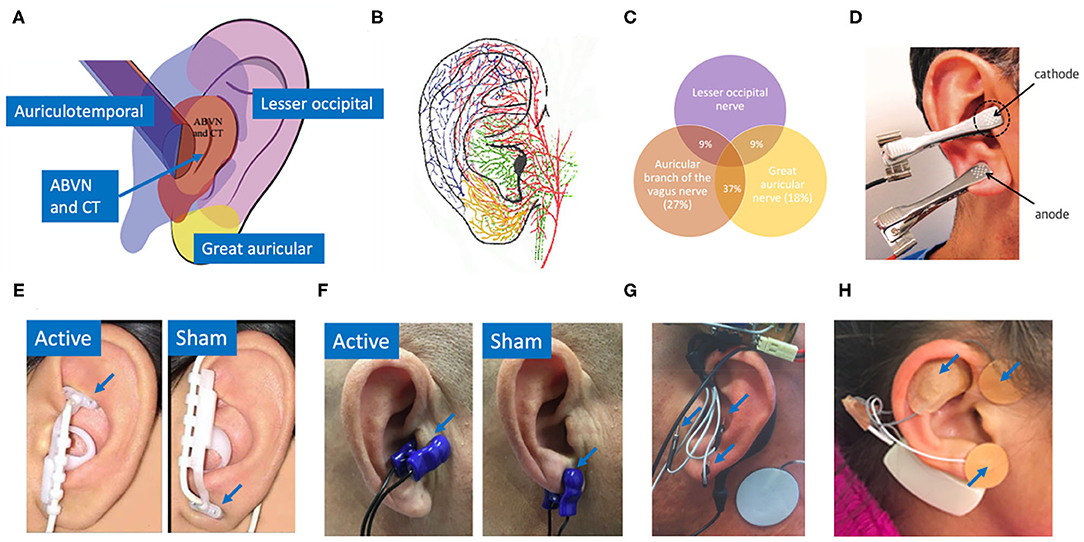 A
Auriculotemporal
ABVN
and CT
Lesser occipital
ABVN
and CT
Great auricular
B
C
Lesser occipital
nerve
9%
9%
Auricular
branch of the
vagus nerve
(27%)
37%
Great
auricular
nerve (18%)
D
cathode
anode
E
Active
Sham
F
Active
Sham
G
H